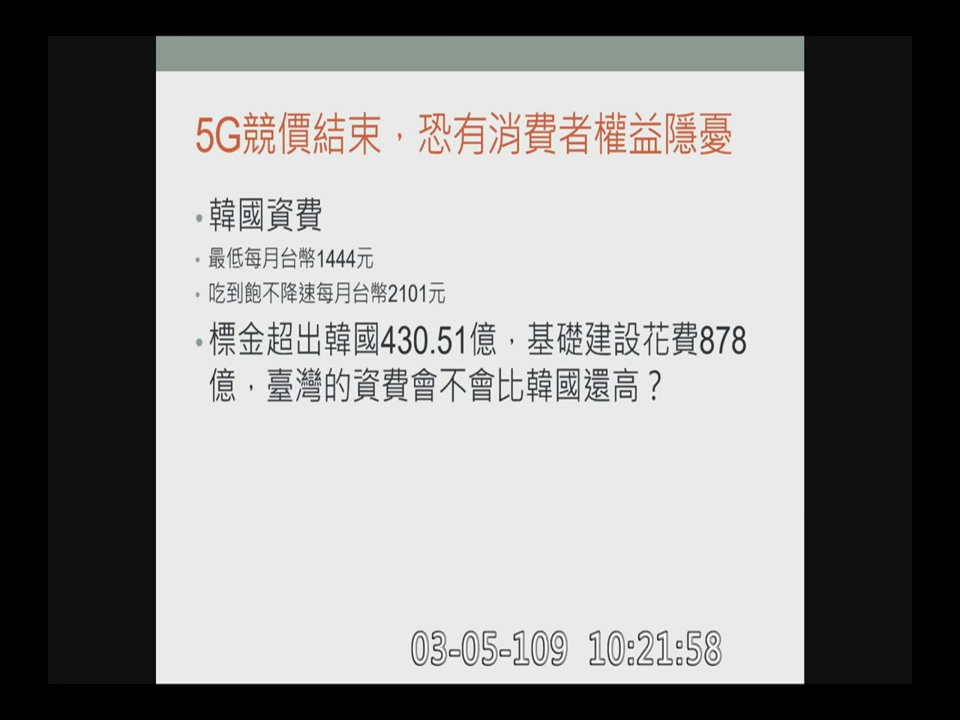 5G競價結束，恐有消費者權益隱憂
• 韓國資費
• 最低每月台幣1444元
• 吃到飽不降速每月台幣2101元
• 標金超出韓國430.51億，基礎建設花費878
億，臺灣的資費會不會比韓國還高？
03-05-109 10:21:58